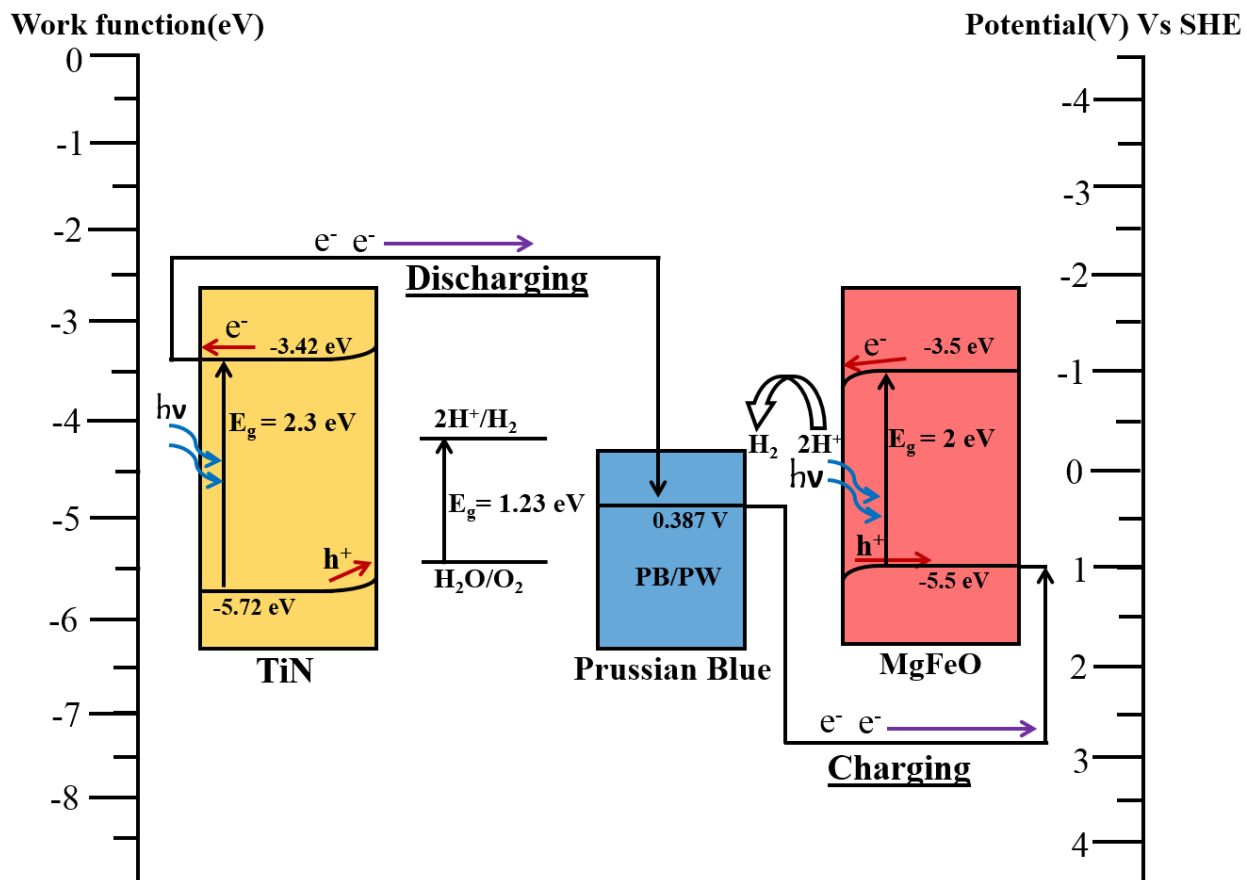 Work function(eV)
Potential(V) Vs SHE
0
-1
-2
-3
-4
-5
-6
-7
-8
-4
-3
-2
-1
0
1
2
3
4
e⁻ e⁻
Discharging
e⁻
-3.42 eV
hν
E_g = 2.3 eV
h⁺
-5.72 eV
TiN
2H⁺/H₂
E_g = 1.23 eV
H₂O/O₂
0.387 V
PB/PW
Prussian Blue
H₂ 2H⁺
hν
e⁻
-3.5 eV
E_g = 2 eV
h⁺
-5.5 eV
MgFeO
e⁻ e⁻
Charging